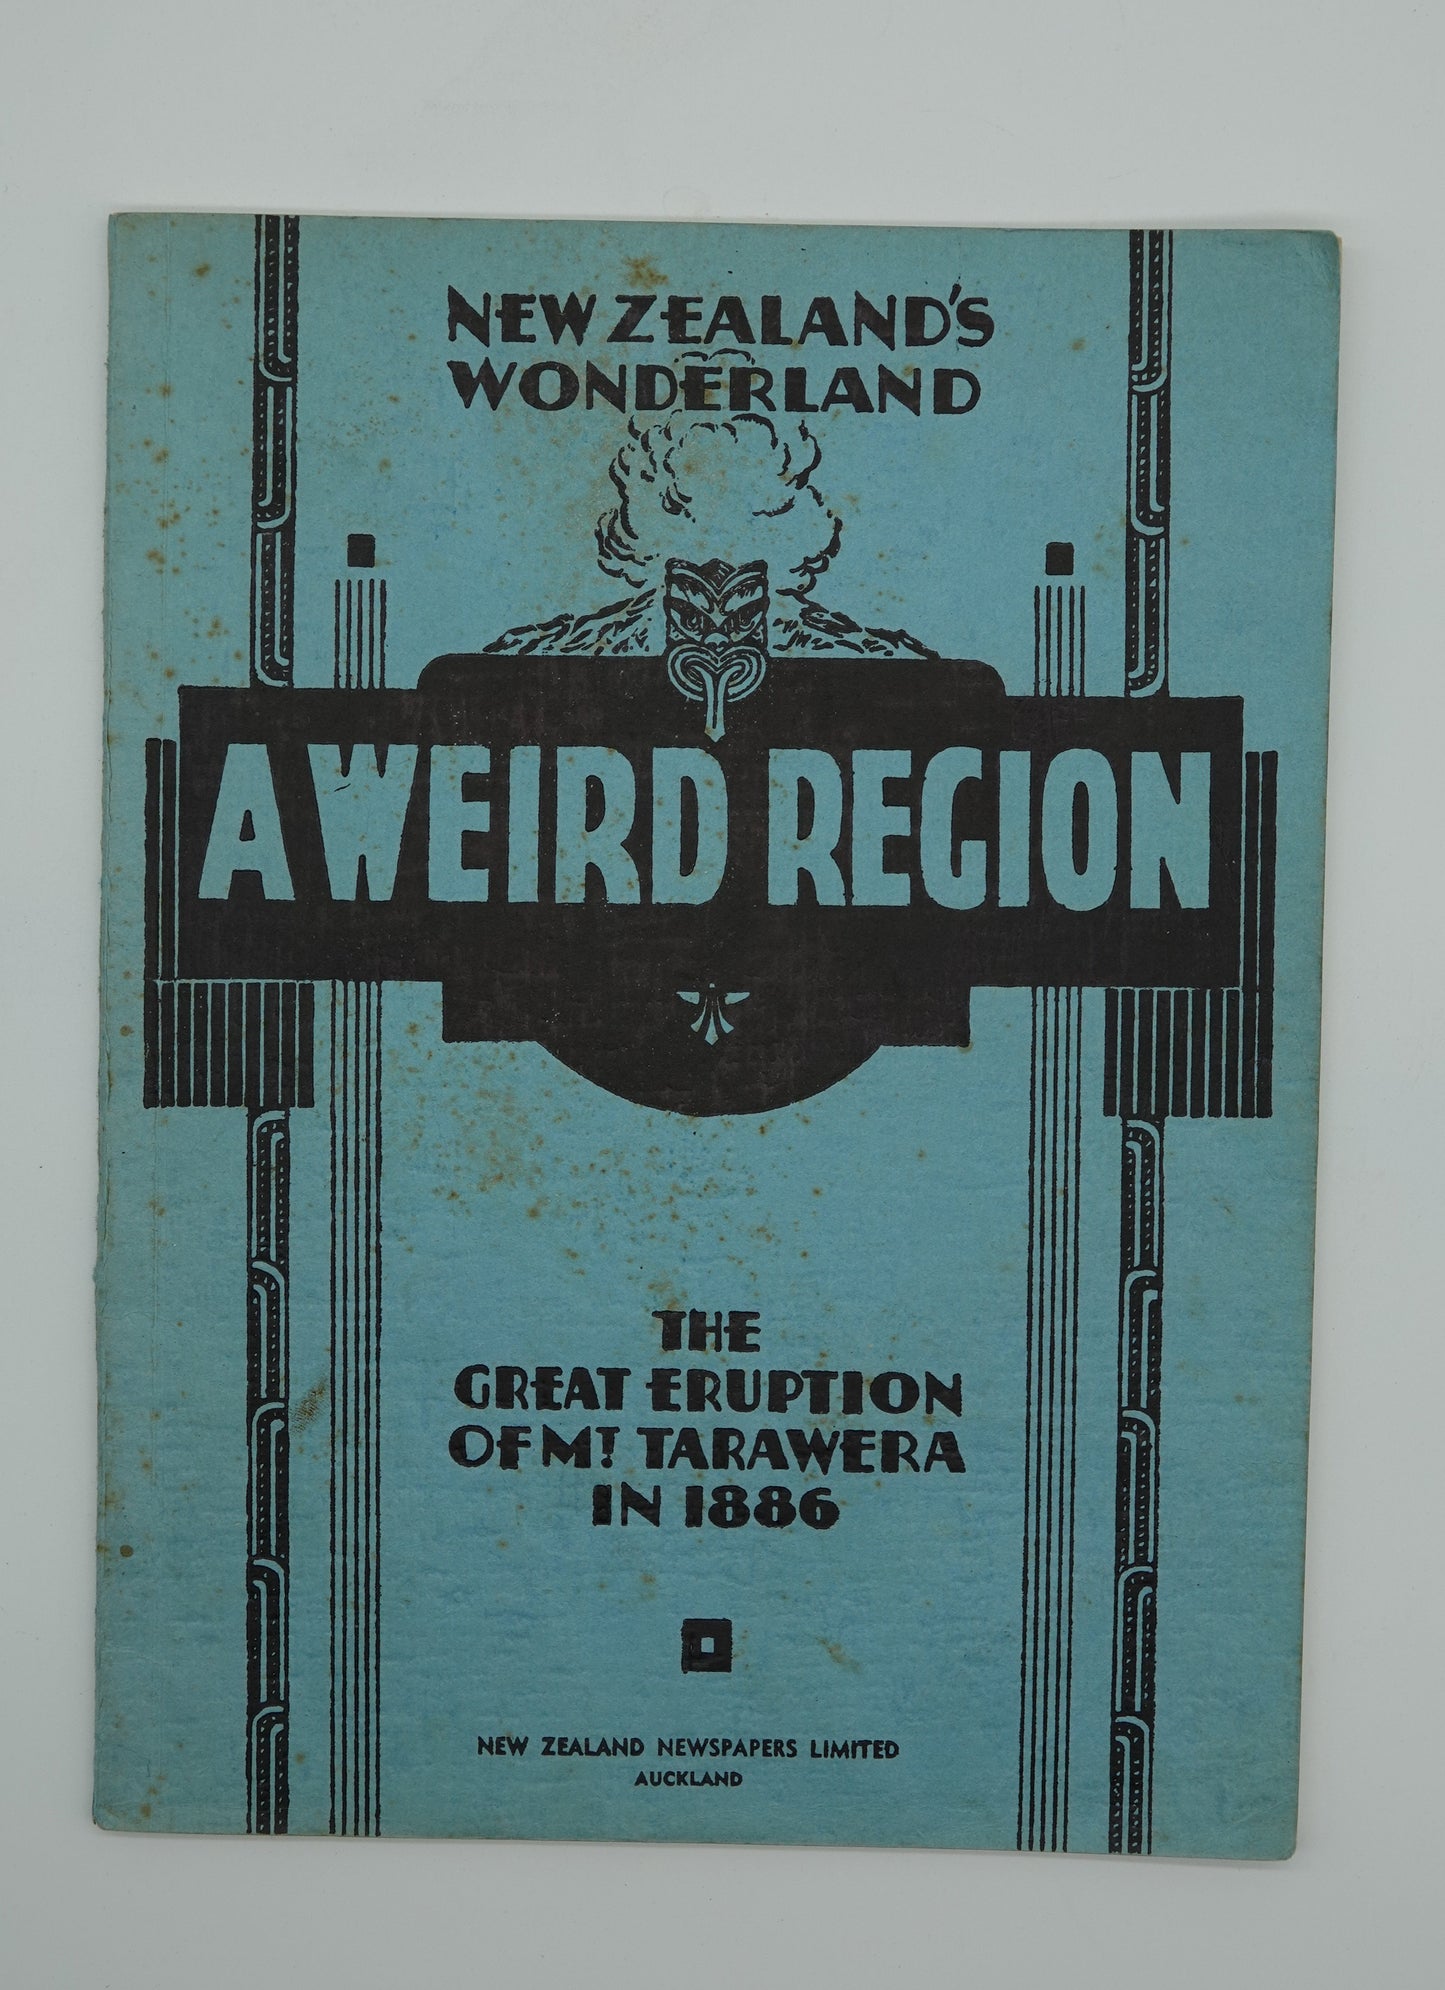 NEW ZEALAND'S
WONDERLAND
A WEIRD REGION
THE
GREAT ERUPTION
OF MT. TARAWERA
IN 1886
NEW ZEALAND NEWSPAPERS LIMITED
AUCKLAND